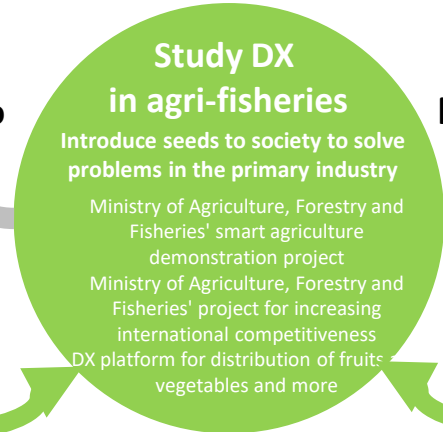 Study DX
in agri-fisheries
Introduce seeds to society to solve
problems in the primary industry
Ministry of Agriculture, Forestry and
Fisheries' smart agriculture
demonstration project
Ministry of Agriculture, Forestry and
Fisheries' project for increasing
international competitiveness
DX platform for distribution of fruits
vegetables and more